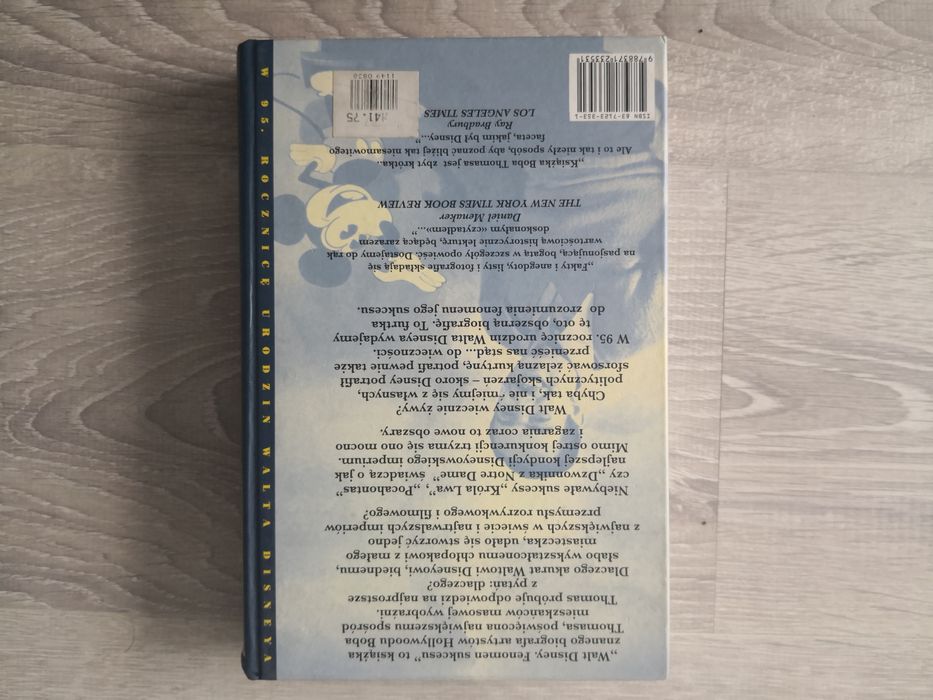 „Walt Disney. Fenomen sukcesu” to książka
znanego biografa artystów Hollywoodu Boba
Thomasa, poświęcona największemu spośród
mieszkańców masowej wyobraźni.
Thomas próbuje odpowiedzi na najprostsze
z pytań: dlaczego?
Dlaczego akurat Waltowi Disneyowi, biednemu,
słabo wykształconemu chłopakowi z małego
miasteczka, udało się stworzyć jedno
z największych w świecie i najtrwalszych imperiów
przemysłu rozrywkowego i filmowego?
Niebywałe sukcesy „Króla Lwa”, „Pocahontas”
czy „Dzwonnika z Notre Dame” świadczą o jak
najlepszej kondycji Disneyowskiego imperium.
Mimo ostrej konkurencji trzyma się ono mocno
i zagarnia coraz to nowe obszary.
Walt Disney wiecznie żywy?
Chyba tak, i nie śmiejmy się z własnych,
politycznych skojarzeń – skoro Disney potrafił
sforsować żelazną kurtynę, potrafi pewnie także
przenieść nas stąd... do wieczności.
W 95. rocznicę urodzin Walta Disneya wydajemy
tę oto, obszerną biografię. To furtka
do zrozumienia fenomenu jego sukcesu.
„Fakty i anegdoty, listy i fotografie składają się
na pasjonującą, bogatą w szczegóły opowieść. Dostajemy do rąk
wartościową historycznie lekturę, będącą zarazem
doskonałym «czytadłem»...”
Daniel Menaker
THE NEW YORK TIMES BOOK REVIEW
„Książka Boba Thomasa jest zbyt krótka...
Ale to i tak niezły sposób, aby poznać bliżej tak niesamowitego
faceta, jakim był Disney...”
Ray Bradbury
LOS ANGELES TIMES
1149 0838
M41.75
ISBN 83-7123-353-1
9 788371 233531
W 95. ROCZNICĘ URODZIN WALTA DISNEYA